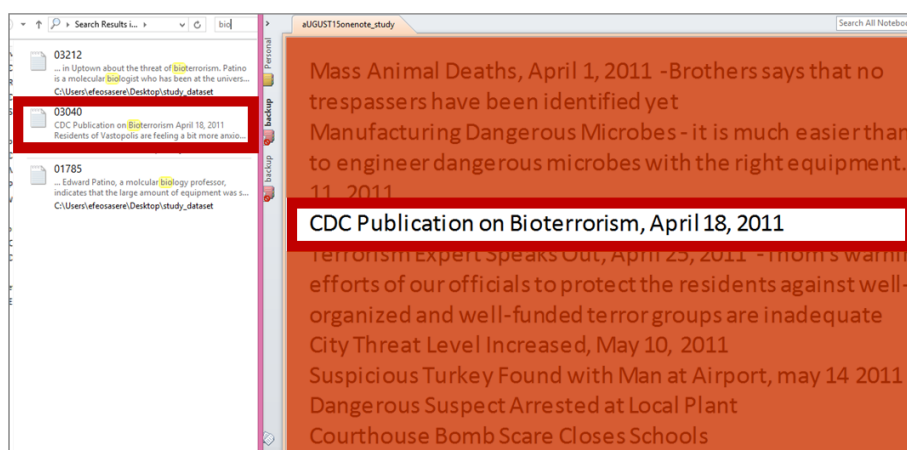 Search Results i...
bio
03212
... in Uptown about the threat of bioterrorism. Patino
is a molecular biologist who has been at the univers...
C:\Users\efeosasere\Desktop\study_dataset
03040
CDC Publication on Bioterrorism April 18, 2011
Residents of Vastopolis are feeling a bit more anxio...
01785
... Edward Patino, a molcular biology professor,
indicates that the large amount of equipment was s...
C:\Users\efeosasere\Desktop\study_dataset
Personal
backup
backup
aUGUST15onenote_study
Search All Notebo
Mass Animal Deaths, April 1, 2011 -Brothers says that no
trespassers have been identified yet
Manufacturing Dangerous Microbes - it is much easier than
to engineer dangerous microbes with the right equipment.
11, 2011
CDC Publication on Bioterrorism, April 18, 2011
Terrorism Expert Speaks Out, April 25, 2011 -Thom's warnin
efforts of our officials to protect the residents against well-
organized and well-funded terror groups are inadequate
City Threat Level Increased, May 10, 2011
Suspicious Turkey Found with Man at Airport, may 14 2011
Dangerous Suspect Arrested at Local Plant
Courthouse Bomb Scare Closes Schools